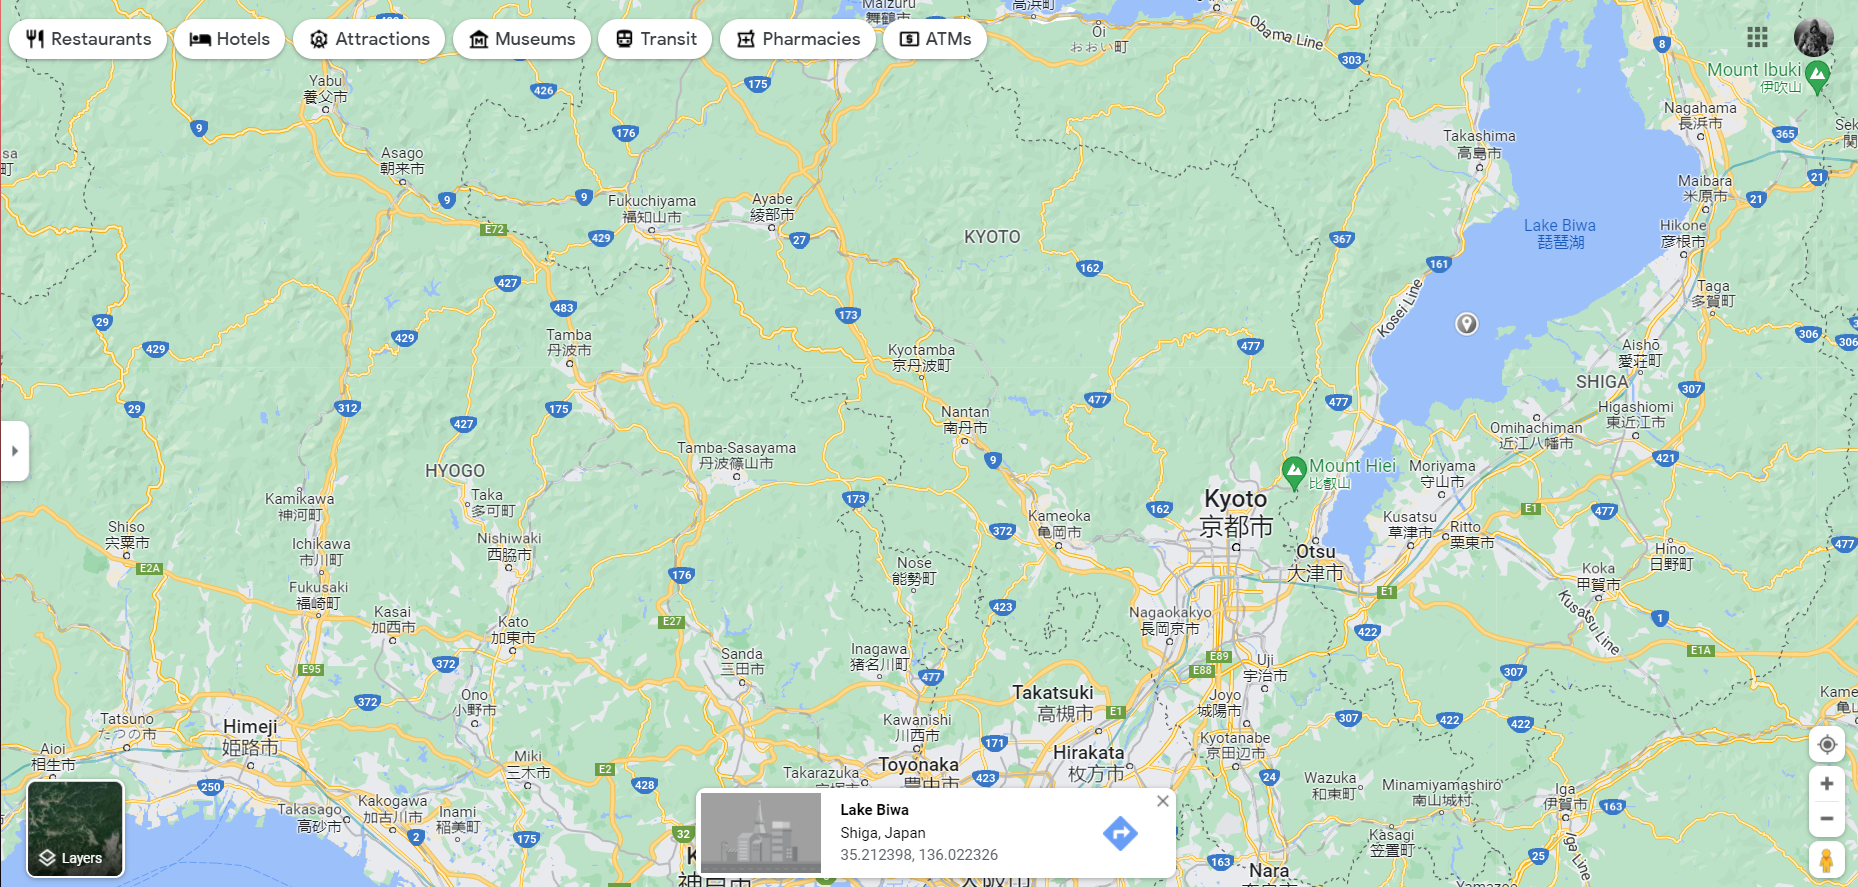 Restaurants
Hotels
Attractions
Museums
Transit
Pharmacies
ATMs
Maizuru
舞鶴市
高浜町
Oi
おおい町
Obama Line
303
8
Mount Ibuki
伊吹山
Yabu
養父市
426
175
9
176
Nagahama
長浜市
365
Takashima
高島市
Asago
朝来市
9
9
Fukuchiyama
福知山市
Ayabe
綾部市
Maibara
米原市
21
21
E72
429
27
KYOTO
367
Lake Biwa
琵琶湖
Hikone
彦根市
162
161
427
483
Taga
多賀町
29
173
Kosei Line
429
429
Tamba
丹波市
Kyotamba
京丹波町
477
Aishō
愛荘町
306
306
SHIGA
29
312
427
175
477
477
307
Nantan
南丹市
Higashiomi
東近江市
Omihachiman
近江八幡市
HYOGO
Tamba-Sasayama
丹波篠山市
9
Mount Hiei
比叡山
Moriyama
守山市
421
Kamikawa
神河町
Taka
多可町
173
162
Kyoto
京都市
E1
477
Shiso
宍粟市
Ichikawa
市川町
Nishiwaki
西脇市
372
Kameoka
亀岡市
Kusatsu
草津市
Ritto
栗東市
477
Otsu
大津市
Hino
日野町
E2A
176
Nose
能勢町
Koka
甲賀市
Fukusaki
福崎町
E1
Kasai
加西市
Kato
加東市
E27
423
Nagaokakyo
長岡京市
422
Kusatsu Line
1
E1A
E95
372
Sanda
三田市
Inagawa
猪名川町
477
E89
E88
Uji
宇治市
307
372
Ono
小野市
Takatsuki
高槻市
E1
Joyo
城陽市
307
422
422
Tatsuno
たつの市
Himeji
姫路市
Kawanishi
川西市
171
Hirakata
枚方市
Kyotanabe
京田辺市
Aioi
相生市
Miki
三木市
E2
428
Takarazuka
Toyonaka
豊中市
423
24
Wazuka
和束町
Minamiyamashiro
南山城村
Iga
伊賀市
163
250
Takasago
高砂市
Kakogawa
加古川市
Inami
稲美町
2
175
32
Lake Biwa
Shiga, Japan
35.212398, 136.022326
163
Kasagi
笠置町
25
Iga Line
Nara
Layers